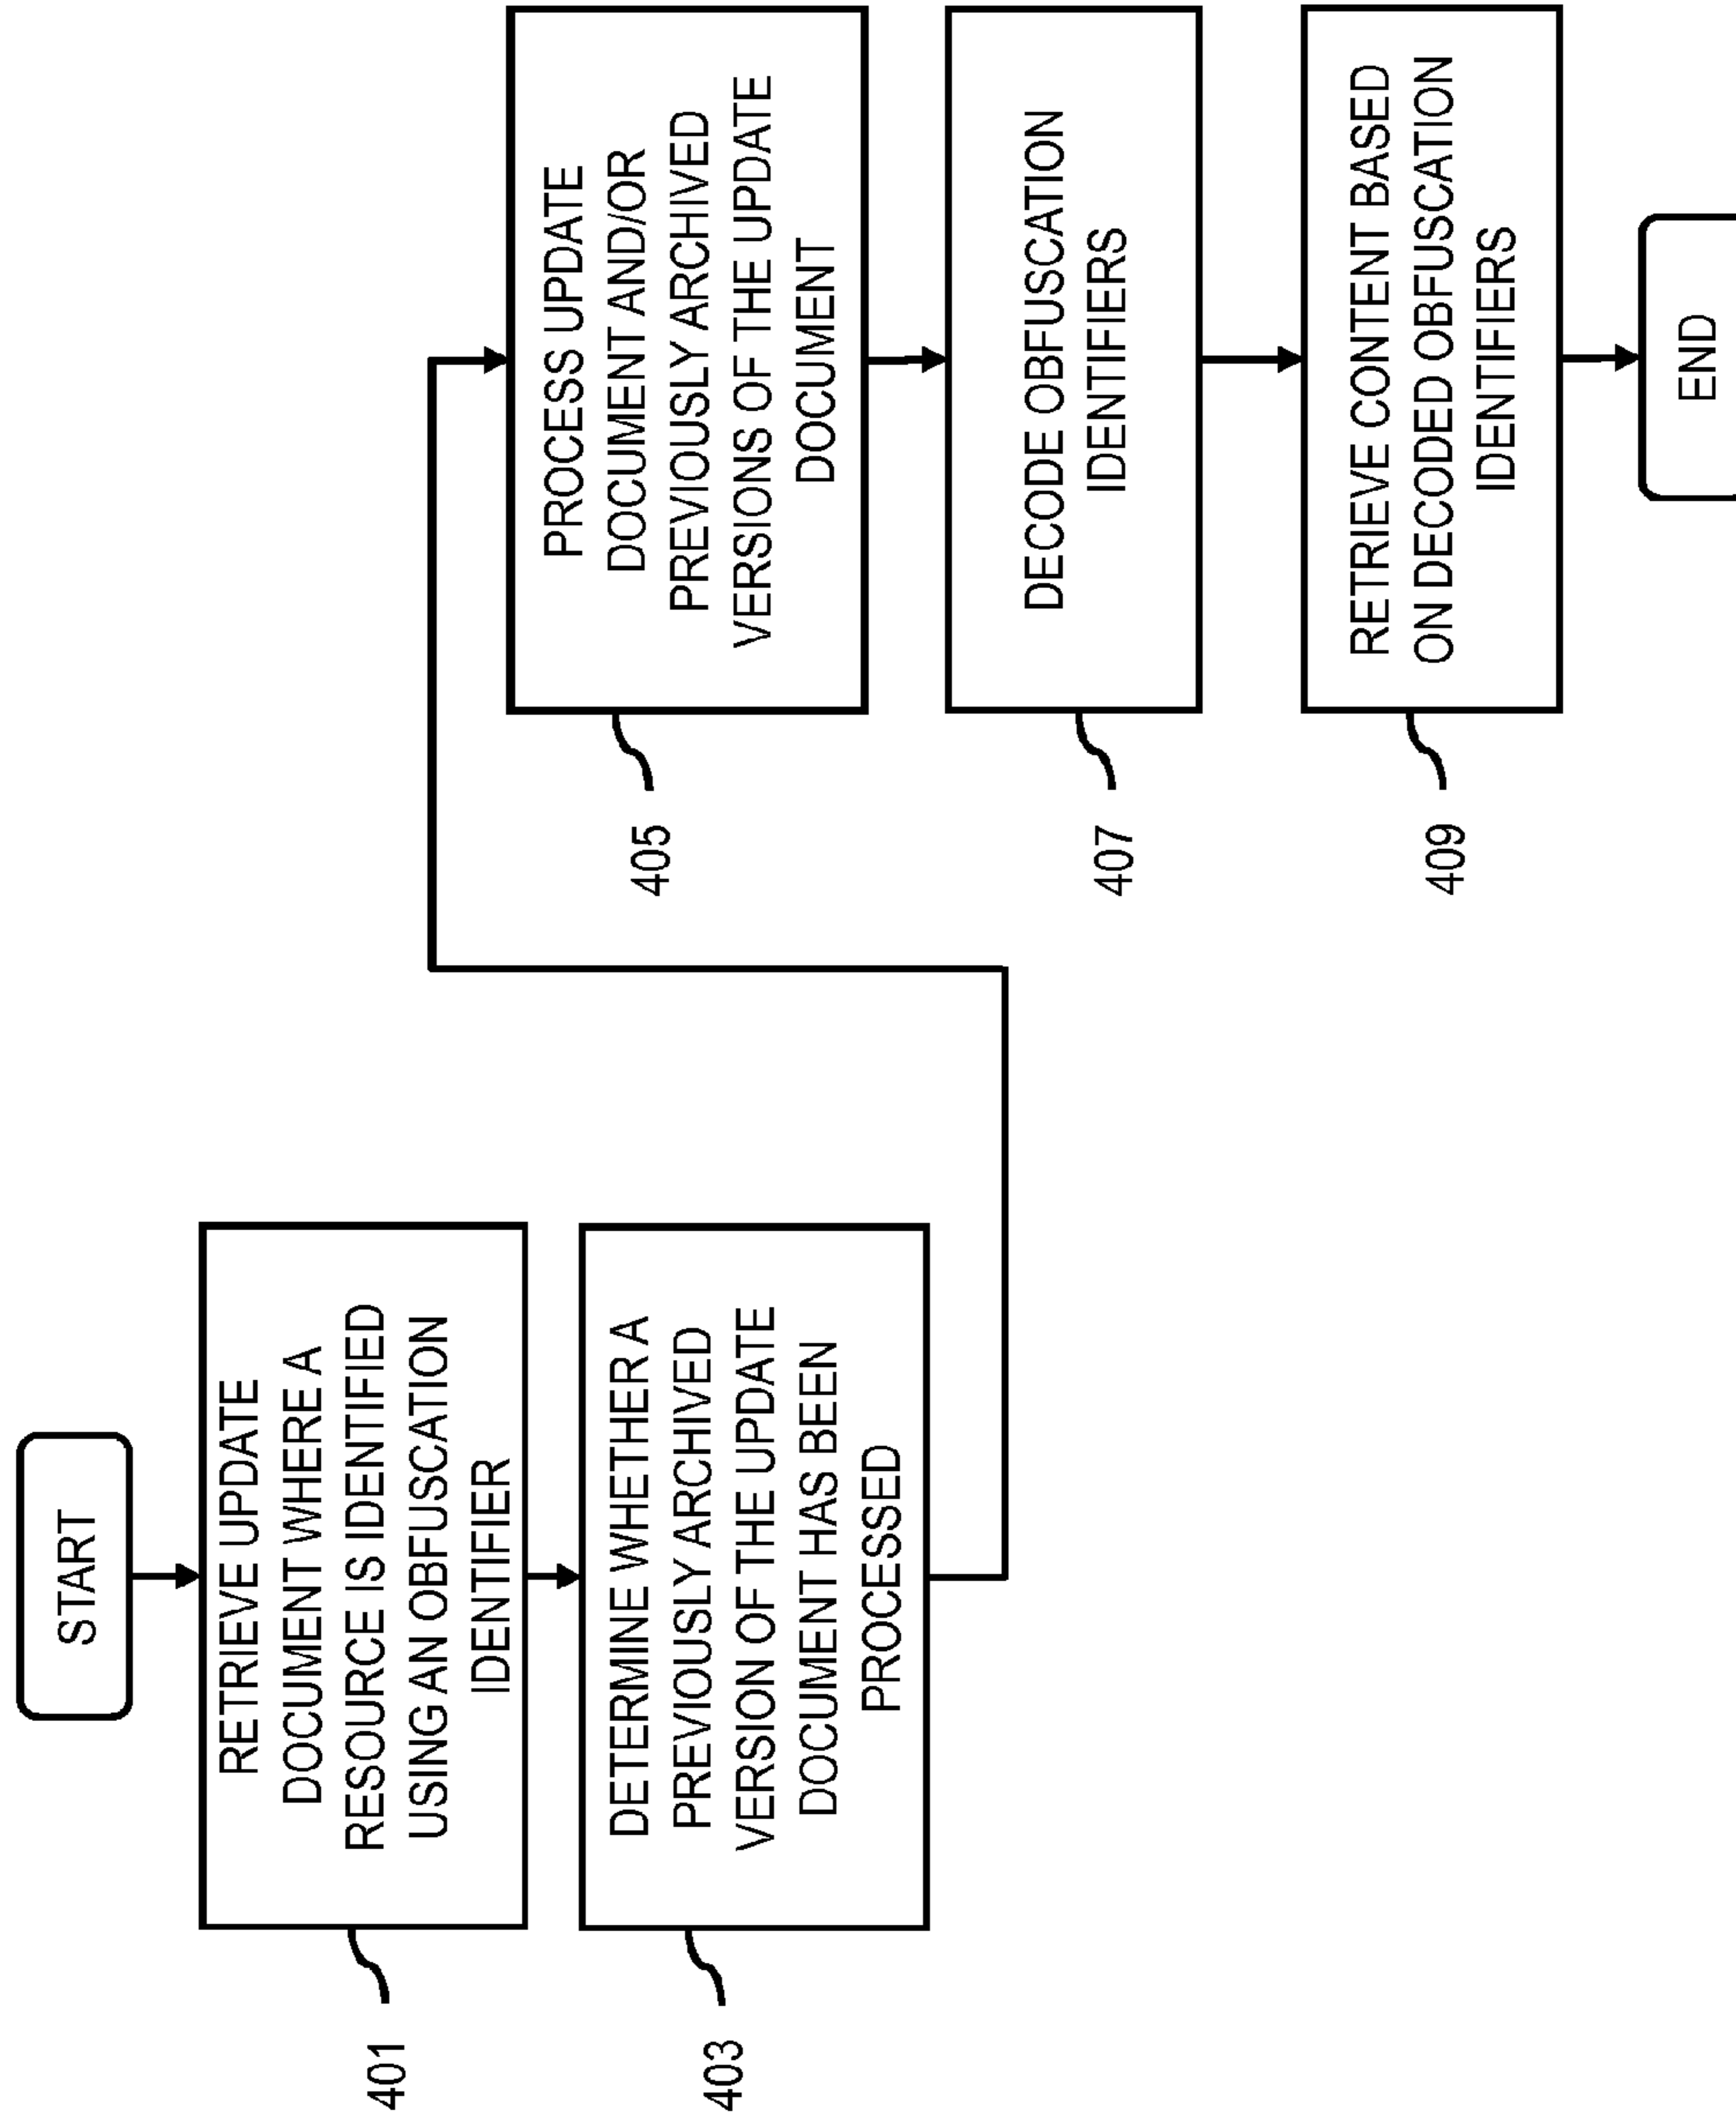 START
RETRIEVE UPDATE
DOCUMENT WHERE A
RESOURCE IS IDENTIFIED
USING AN OBFUSCATION
IDENTIFIER
401
DETERMINE WHETHER A
PREVIOUSLY ARCHIVED
VERSION OF THE UPDATE
DOCUMENT HAS BEEN
PROCESSED
403
PROCESS UPDATE
DOCUMENT AND/OR
PREVIOUSLY ARCHIVED
VERSIONS OF THE UPDATE
DOCUMENT
405
DECODE OBFUSCATION
IDENTIFIERS
407
RETRIEVE CONTENT BASED
ON DECODED OBFUSCATION
IDENTIFIERS
409
END